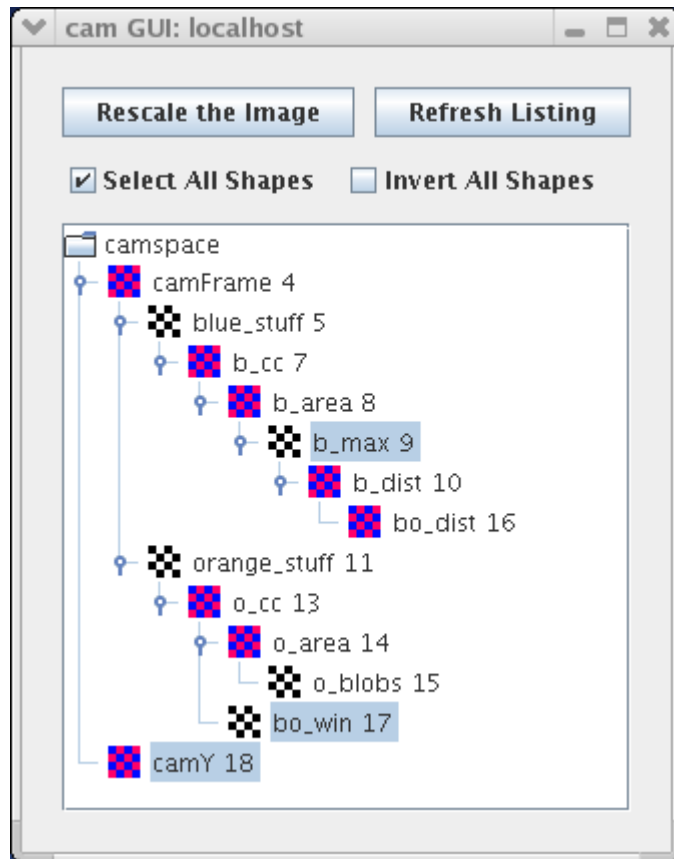 cam GUI: localhost
Rescale the Image Refresh Listing
Select All Shapes Invert All Shapes
camspace
camFrame 4
blue_stuff 5
b_cc 7
b_area 8
b_max 9
b_dist 10
bo_dist 16
orange_stuff 11
o_cc 13
o_area 14
o_blobs 15
bo_win 17
camY 18